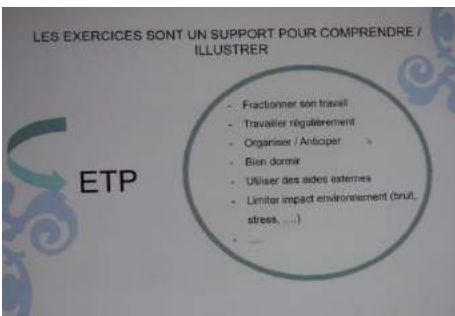 LES EXERCICES SONT UN SUPPORT POUR COMPRENDRE /
ILLUSTRER
ETP
- Fractionner son travail
- Travailler régulièrement
- Organiser / Anticiper
- Bien dormir
- Utiliser des aides externes
- Limiter impact environnement (bruit,
stress, ....)
- ....